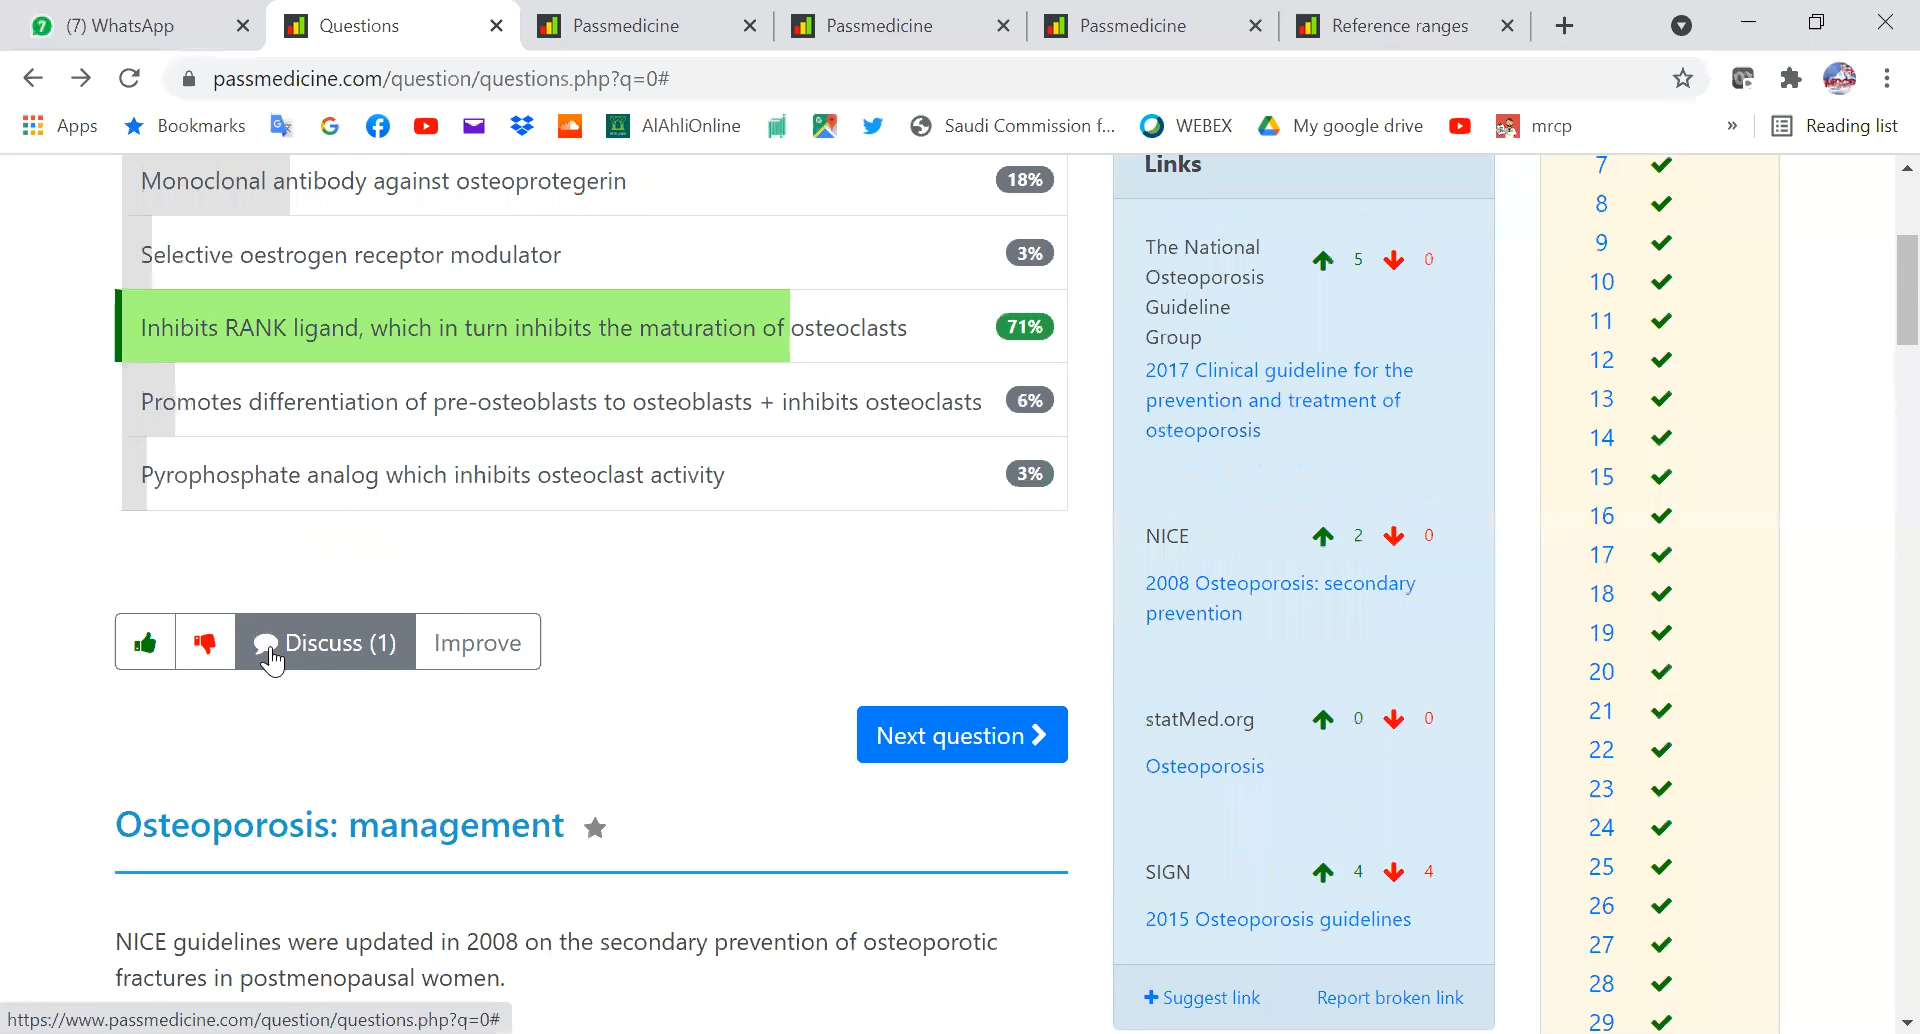 (7) WhatsApp
Questions
Passmedicine
Passmedicine
Passmedicine
Reference ranges
passmedicine.com/question/questions.php?q=0#
Apps
Bookmarks
AlAhliOnline
Saudi Commission f...
WEBEX
My google drive
mrcp
»
Reading list
Monoclonal antibody against osteoprotegerin
18%
Selective oestrogen receptor modulator
3%
Inhibits RANK ligand, which in turn inhibits the maturation of osteoclasts
71%
Promotes differentiation of pre-osteoblasts to osteoblasts + inhibits osteoclasts
6%
Pyrophosphate analog which inhibits osteoclast activity
3%
Discuss (1)
Improve
Next question
Osteoporosis: management
NICE guidelines were updated in 2008 on the secondary prevention of osteoporotic
fractures in postmenopausal women.
https://www.passmedicine.com/question/questions.php?q=0#
Links
The National
Osteoporosis
Guideline
Group
5
0
2017 Clinical guideline for the
prevention and treatment of
osteoporosis
NICE
2
0
2008 Osteoporosis: secondary
prevention
statMed.org
0
0
Osteoporosis
SIGN
4
4
2015 Osteoporosis guidelines
Suggest link
Report broken link
7
8
9
10
11
12
13
14
15
16
17
18
19
20
21
22
23
24
25
26
27
28
29